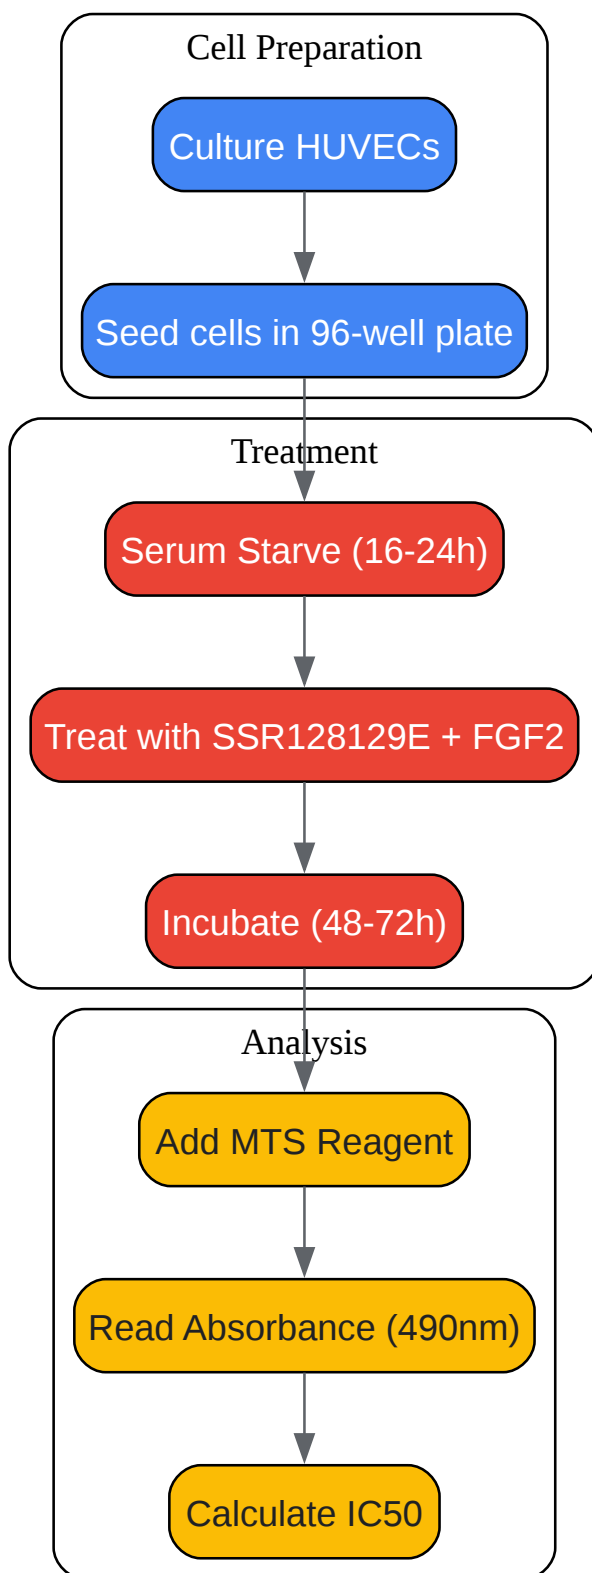 Cell Preparation
Culture HUVECs
Seed cells in 96-well plate
Treatment
Serum Starve (16-24h)
Treat with SSR128129E + FGF2
Incubate (48-72h)
Analysis
Add MTS Reagent
Read Absorbance (490nm)
Calculate IC50